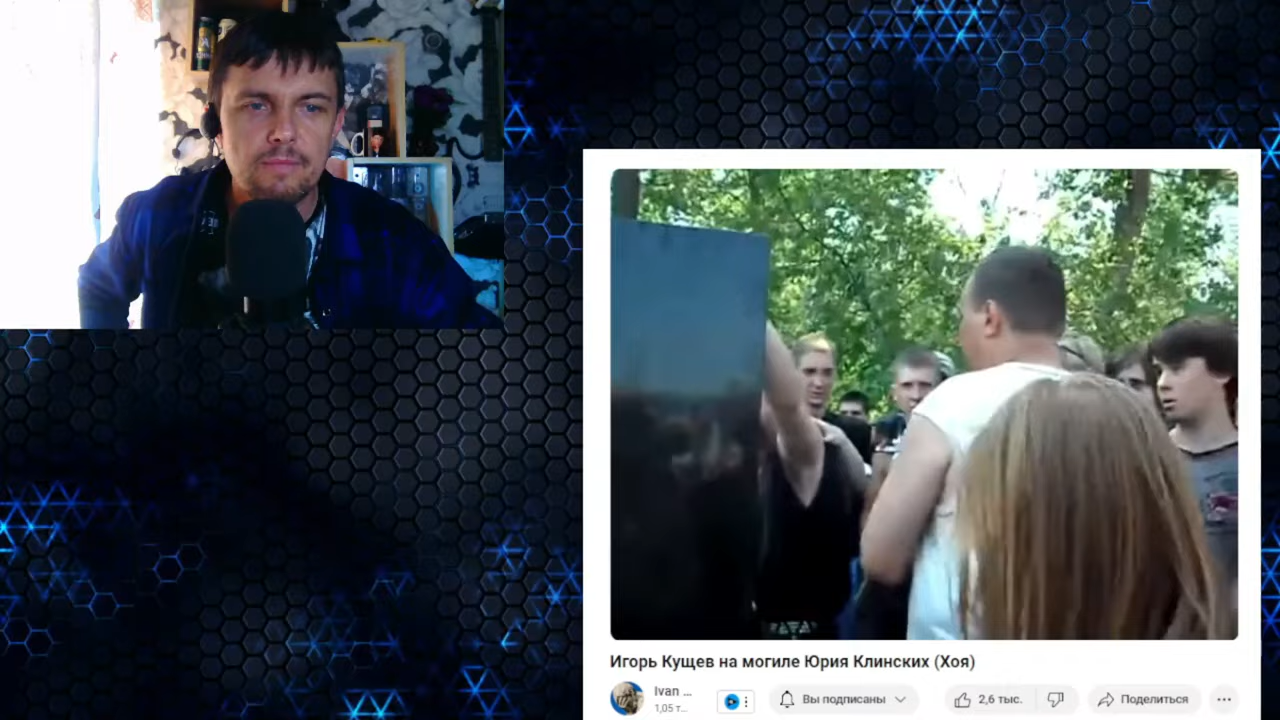 Игорь Кущев на могиле Юрия Клинских (Хоя)
Ivan ...
1,05 т...
Вы подписаны
2,6 тыс.
Поделиться